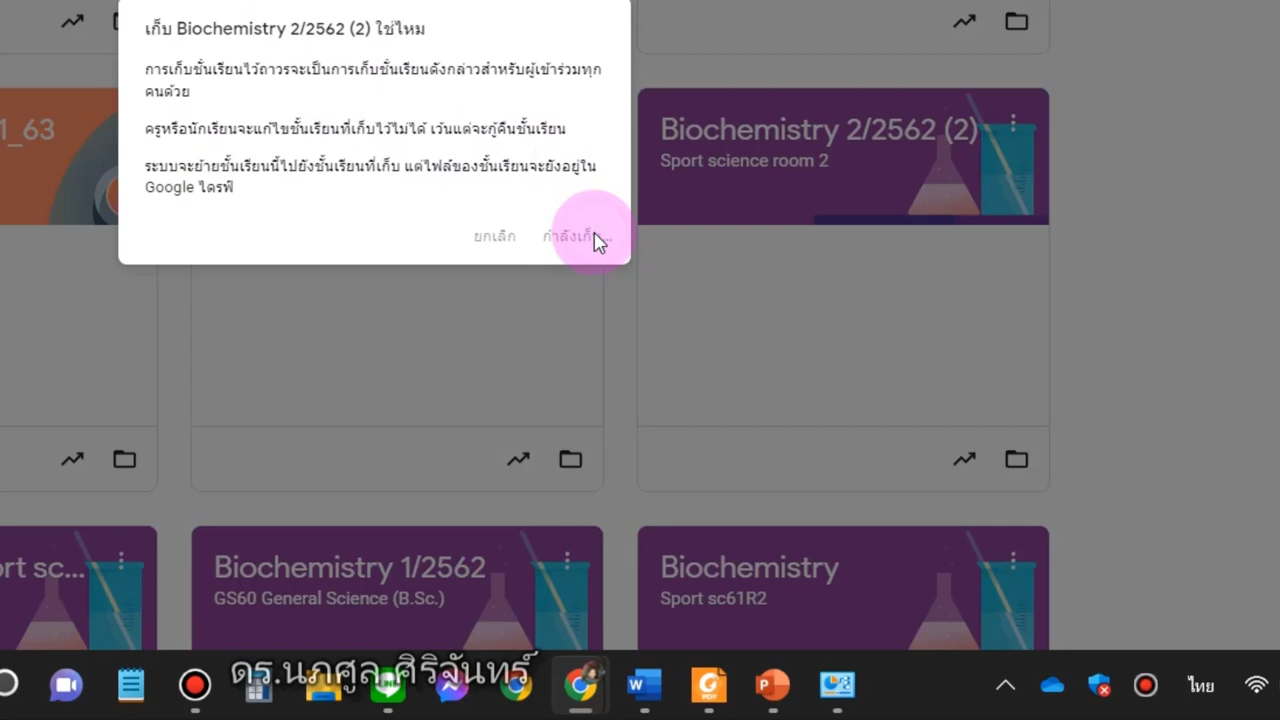 เก็บ Biochemistry 2/2562 (2) ใช่ไหม
การเก็บชั้นเรียนไว้ถาวรจะเป็นการเก็บชั้นเรียนดังกล่าวสำหรับผู้เข้าร่วมทุก
คนด้วย
ครูหรือนักเรียนจะแก้ไขชั้นเรียนที่เก็บไว้ไม่ได้ เว้นแต่จะกู้คืนชั้นเรียน
ระบบจะย้ายชั้นเรียนนี้ไปยังชั้นเรียนที่เก็บ แต่ไฟล์ของชั้นเรียนจะยังอยู่ใน
Google ไดรฟ์
ยกเลิก กำลังเก็บ...
1_63
Biochemistry 2/2562 (2)
Sport science room 2
ort sc...
Biochemistry 1/2562
GS60 General Science (B.Sc.)
Biochemistry
Sport sc61R2
ดร.นภศูล ศิริจันทร์
ไทย